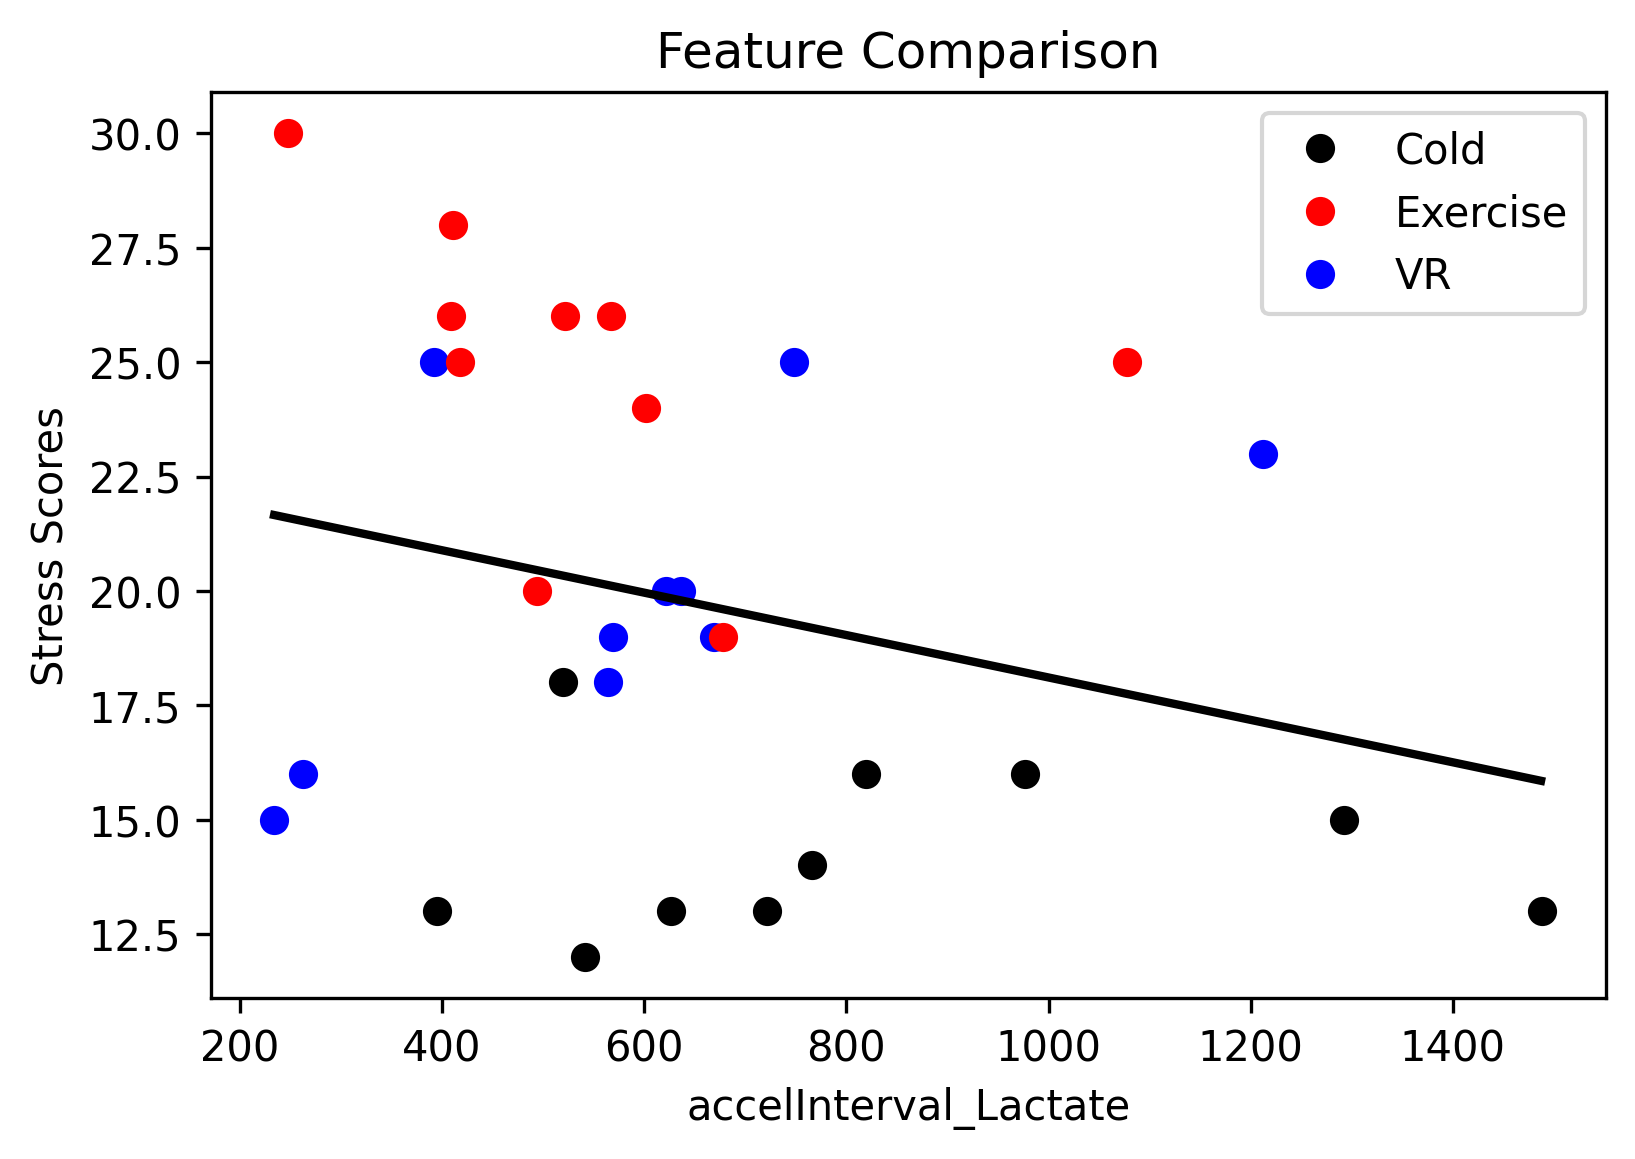 Feature Comparison
30.0
27.5
25.0
22.5
20.0
17.5
15.0
12.5
Stress Scores
Cold
Exercise
VR
200 400 600 800 1000 1200 1400
accelInterval_Lactate